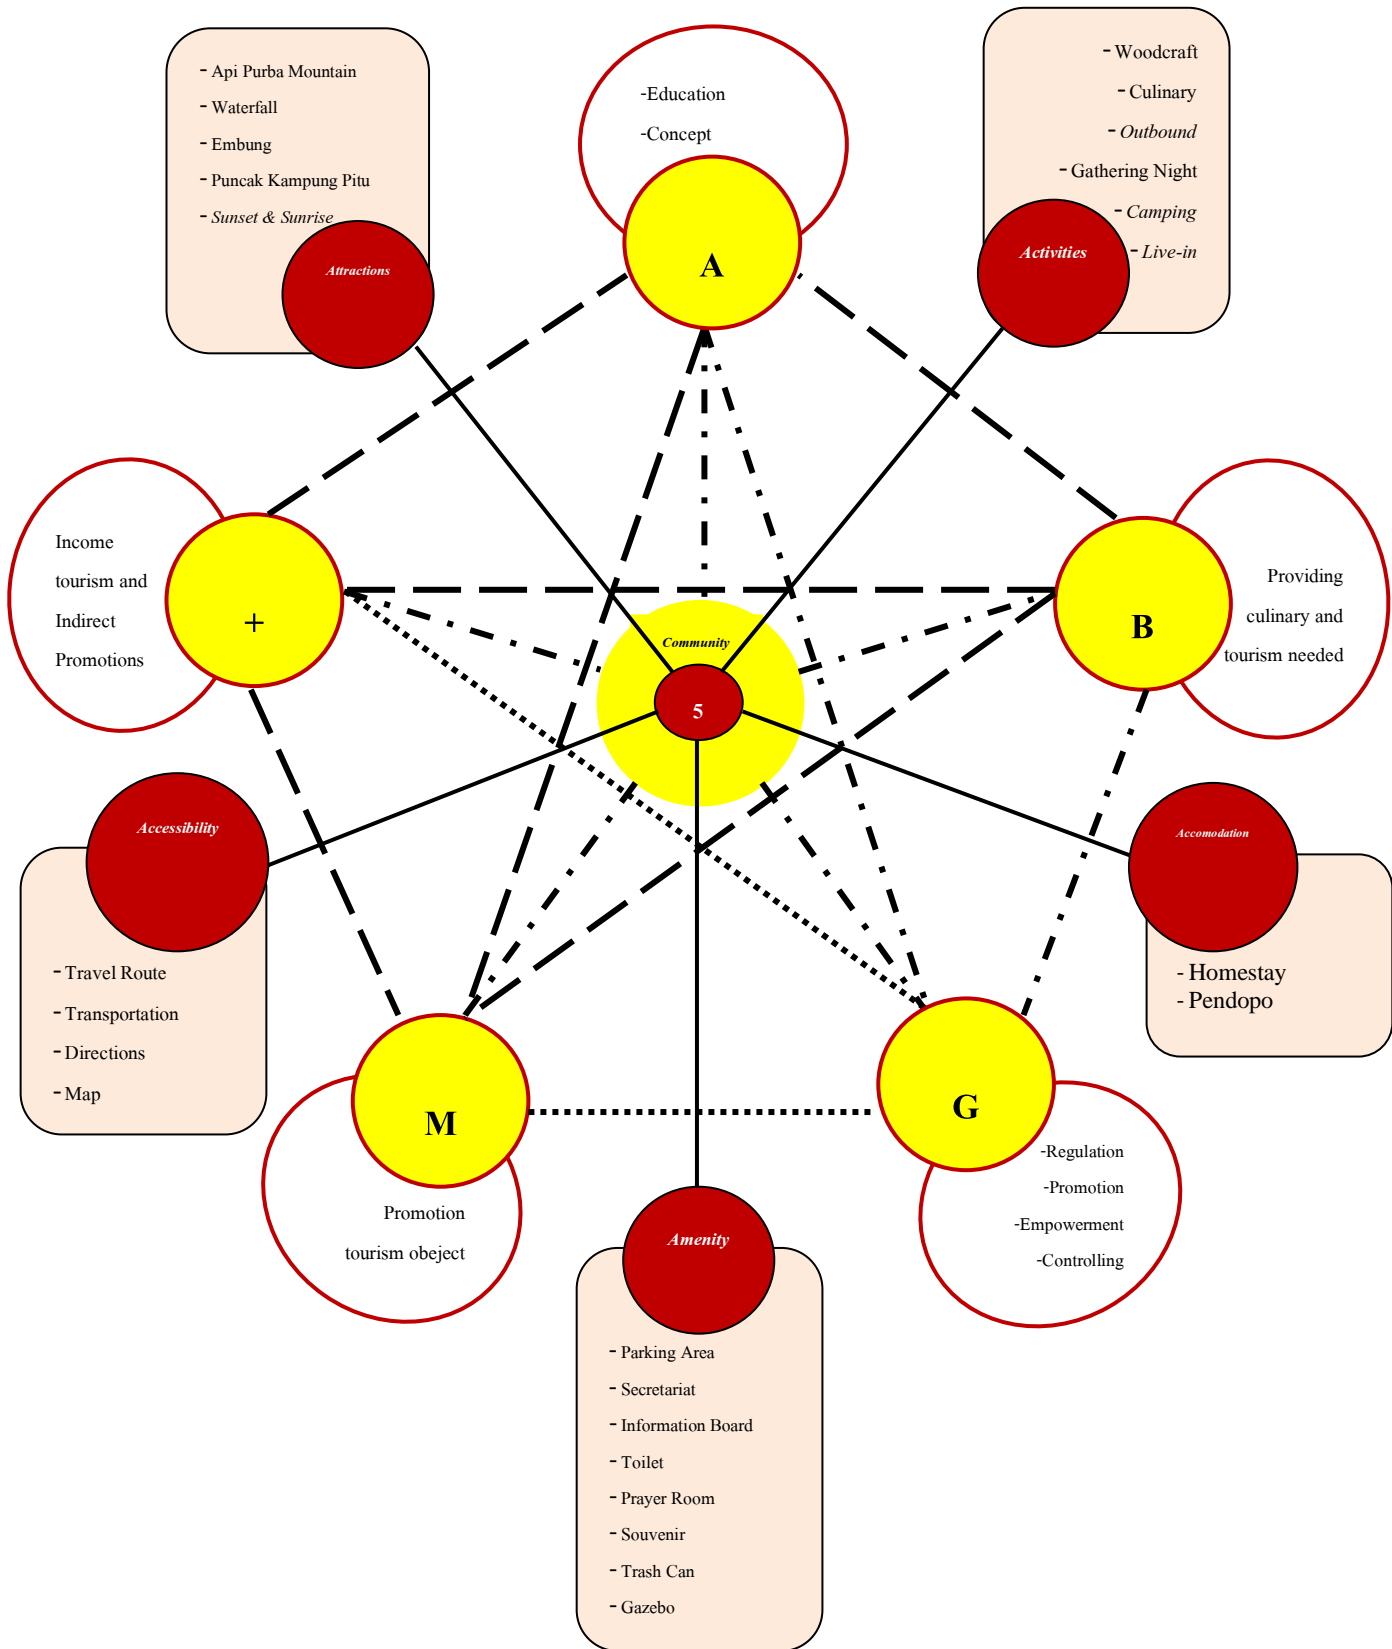 - Api Purba Mountain
- Waterfall
- Embung
- Puncak Kampung Pitu
- Sunset & Sunrise
Attractions
-Education
-Concept
A
- Woodcraft
- Culinary
- Outbound
- Gathering Night
- Camping
- Live-in
Activities
Income
tourism and
Indirect
Promotions
+
Community
5
B
Providing
culinary and
tourism needed
Accessibility
- Travel Route
- Transportation
- Directions
- Map
Accomodation
- Homestay
- Pendopo
M
Promotion
tourism obeject
G
-Regulation
-Promotion
-Empowerment
-Controlling
Amenity
- Parking Area
- Secretariat
- Information Board
- Toilet
- Prayer Room
- Souvenir
- Trash Can
- Gazebo